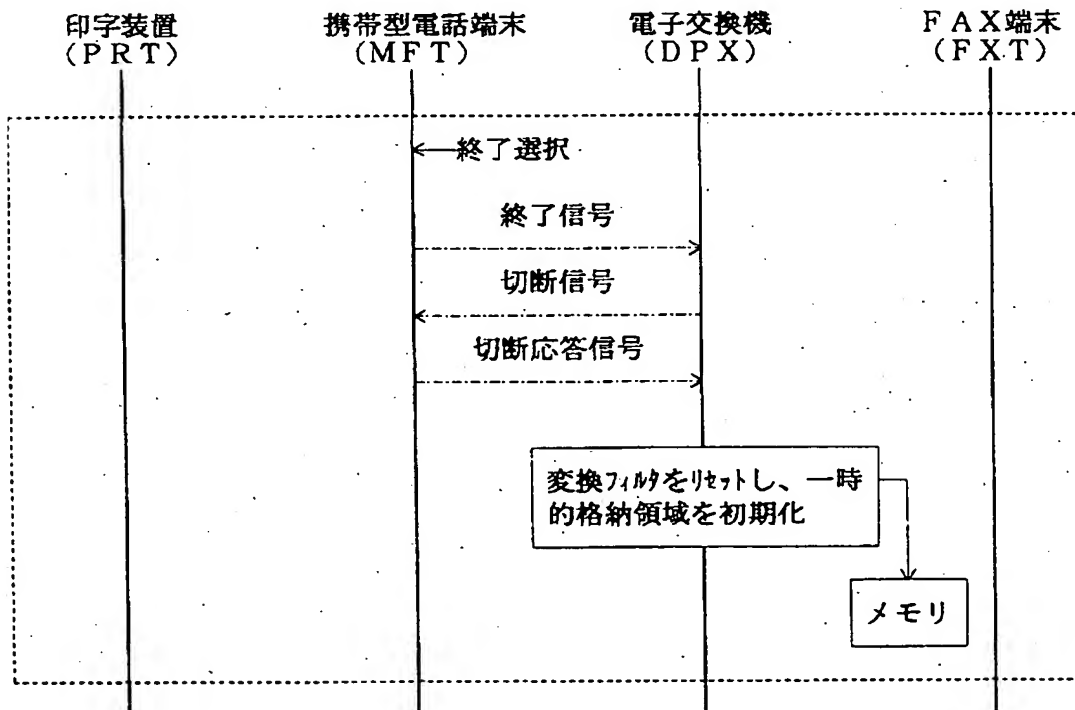 印字装置
(PRT)
携帯型電話端末
(MFT)
電子交換機
(DPX)
FAX端末
(FXT)
終了選択
終了信号
切断信号
切断応答信号
変換フィルタをリセットし、一時
的格納領域を初期化
メモリ